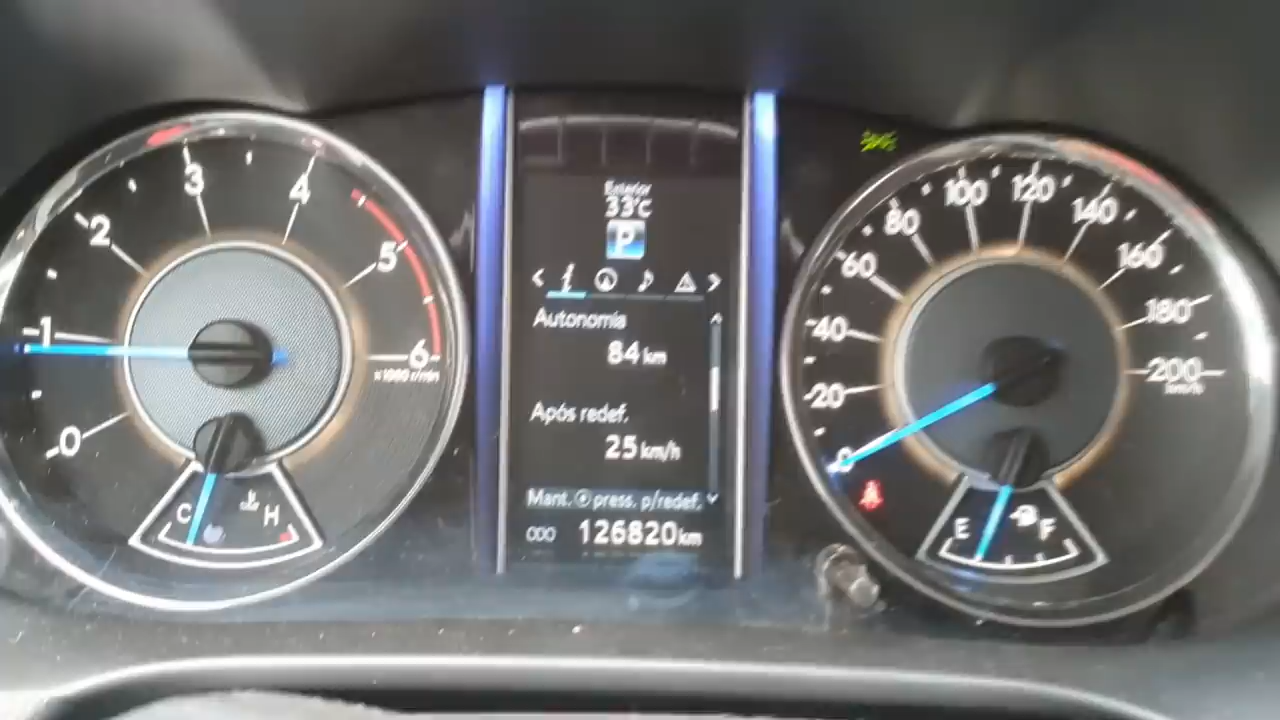 0
1
2
3
4
5
6
x1000 r/min
C
H
Exterior
33°C
P
Autonomia
84 km
Após redef.
25 km/h
Mant. press. p/redef.
000 126820 km
0
20
40
60
80
100
120
140
160
180
200
km/h
E
F